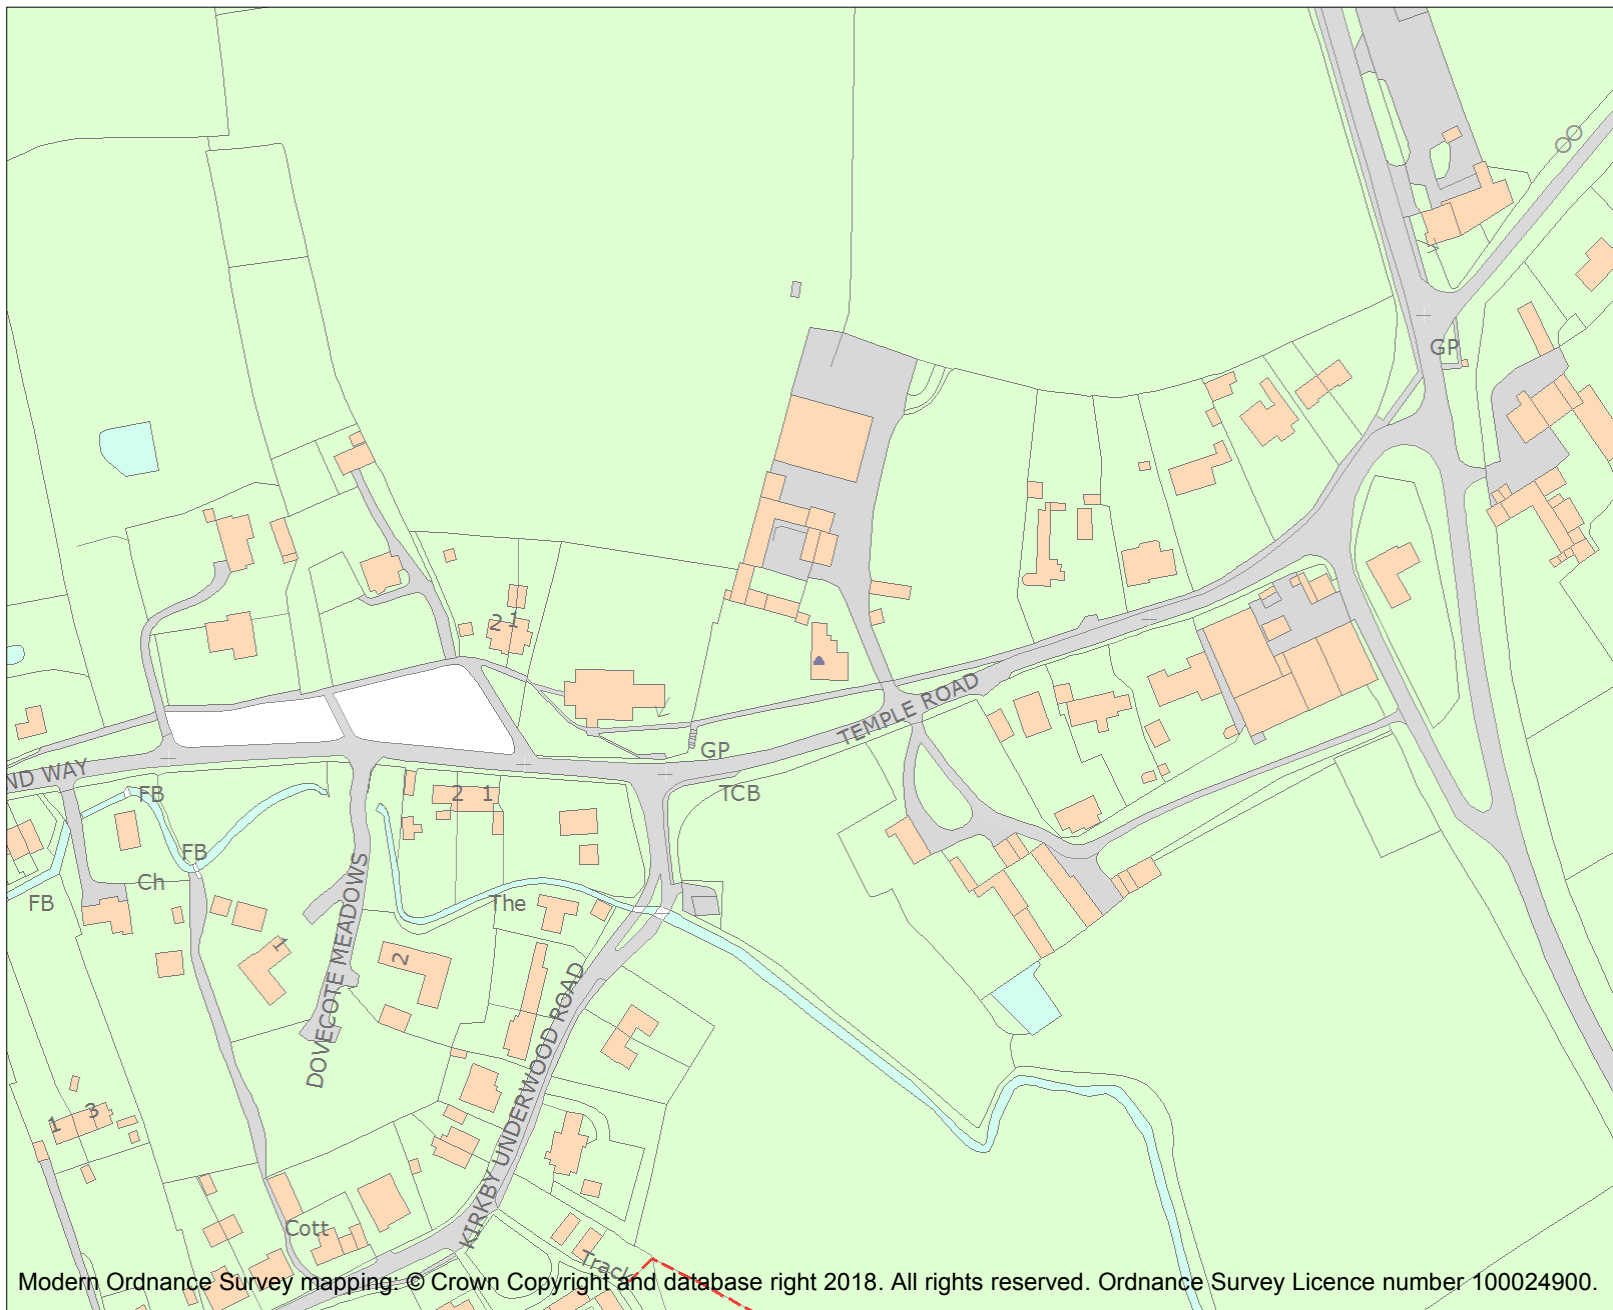 GP
2 1
TEMPLE ROAD
GP
ND WAY
TCB
2 1
FB
FB
Ch
FB
The
DOVECOTE MEADOWS
1
2
KIRKBY UNDERWOOD ROAD
1
3
Cott
Track
Modern Ordnance Survey mapping: © Crown Copyright and database right 2018. All rights reserved. Ordnance Survey Licence number 100024900.